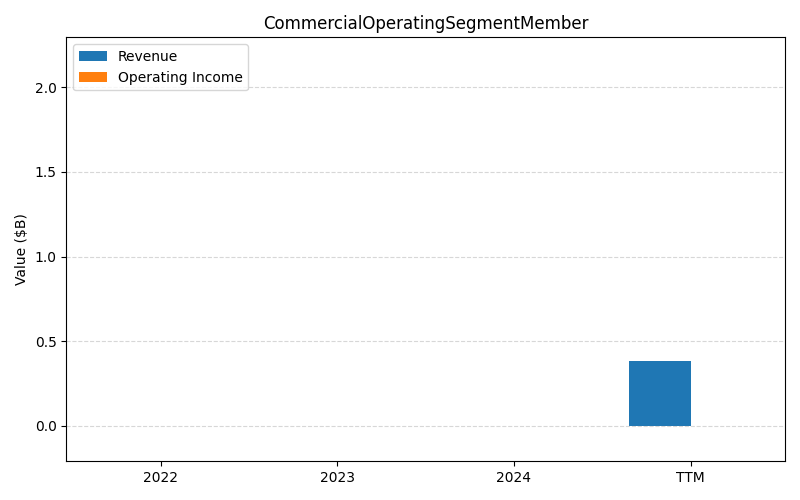 CommercialOperatingSegmentMember
Revenue
Operating Income
Value ($B)
2.0
1.5
1.0
0.5
0.0
2022
2023
2024
TTM